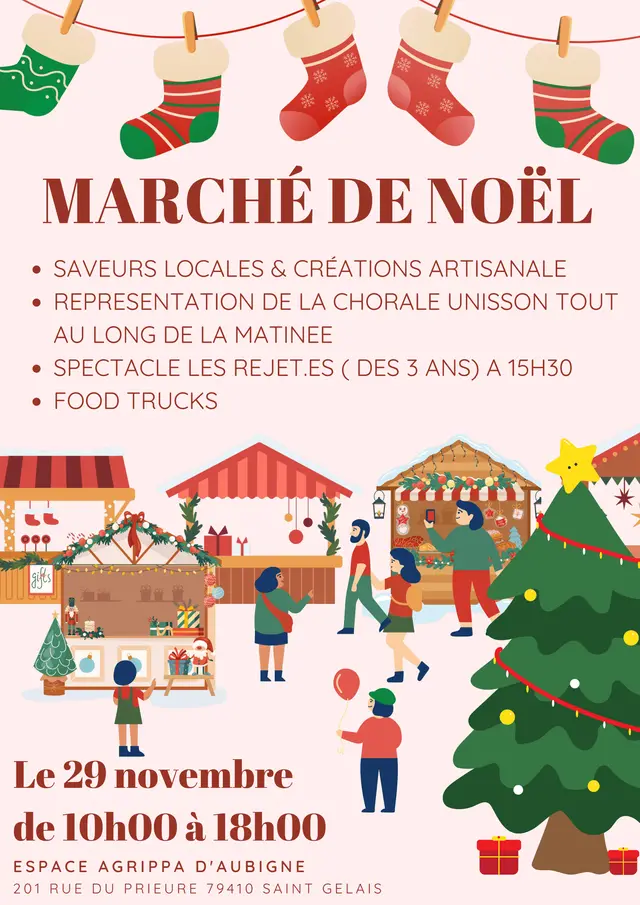 MARCHÉ DE NOËL
• SAVEURS LOCALES & CRÉATIONS ARTISANALE
• REPRESENTATION DE LA CHORALE UNISSON TOUT
AU LONG DE LA MATINEE
• SPECTACLE LES REJET.ES ( DES 3 ANS) A 15H30
• FOOD TRUCKS
gifts
Le 29 novembre
de 10h00 à 18h00
ESPACE AGRIPPA D'AUBIGNE
201 RUE DU PRIEURE 79410 SAINT GELAIS